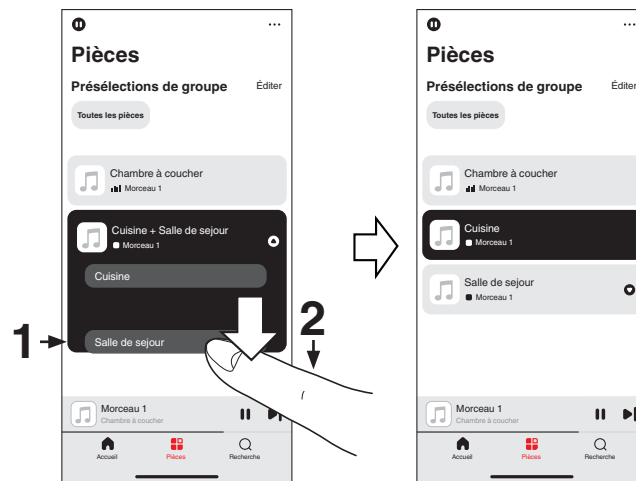 Pièces
Présélections de groupe Éditer
Toutes les pièces
Chambre à coucher
Morceau 1
Cuisine + Salle de sejour
Morceau 1
Cuisine
Salle de sejour
1
2
Morceau 1
Chambre à coucher
Accueil Pièces Recherche
Pièces
Présélections de groupe Éditer
Toutes les pièces
Chambre à coucher
Morceau 1
Cuisine
Morceau 1
Salle de sejour
Morceau 1
Morceau 1
Chambre à coucher
Accueil Pièces Recherche